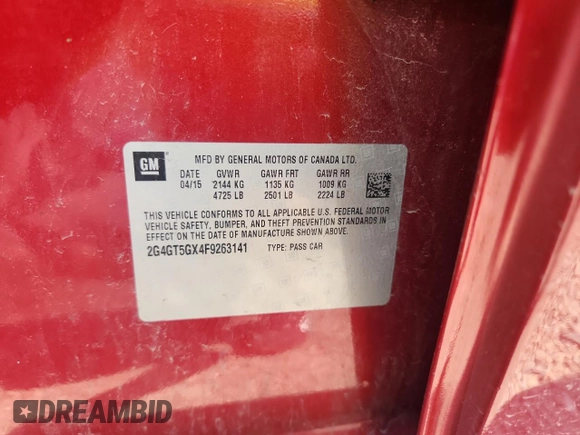 GM
MFD BY GENERAL MOTORS OF CANADA LTD.
DATE GVWR GAWR FRT GAWR RR
04/15 2144 KG 1135 KG 1009 KG
4725 LB 2501 LB 2224 LB
THIS VEHICLE CONFORMS TO ALL APPLICABLE U.S. FEDERAL MOTOR
VEHICLE SAFETY, BUMPER, AND THEFT PREVENTION STANDARDS IN
EFFECT ON THE DATE OF MANUFACTURE SHOWN ABOVE.
2G4GT5GX4F9263141 TYPE: PASS CAR
DREAMBID